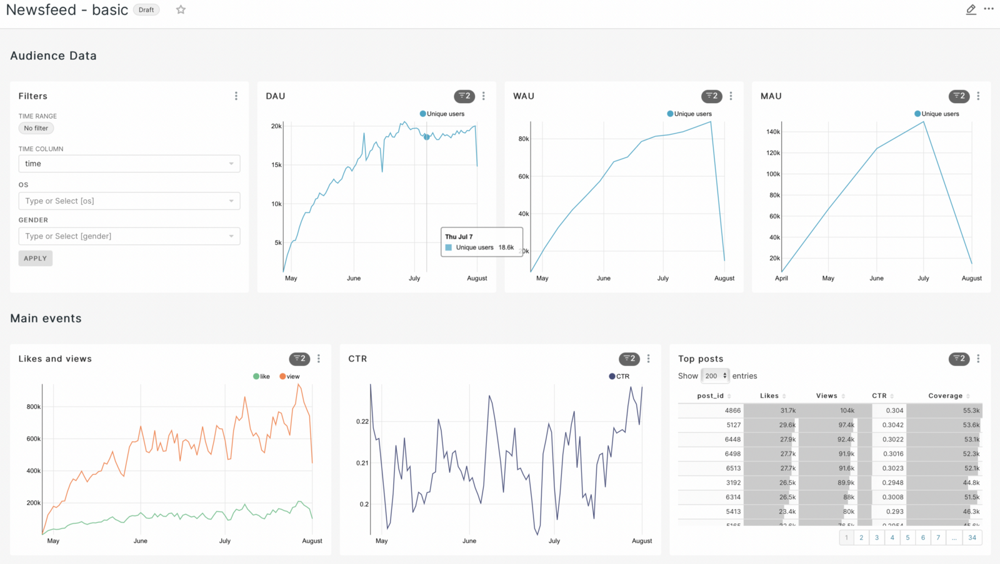 Newsfeed - basic Draft
Audience Data
Filters
TIME RANGE
No filter
TIME COLUMN
time
OS
Type or Select [os]
GENDER
Type or Select [gender]
APPLY
DAU 2
Unique users
20k
15k
10k
5k
May June July August
Thu Jul 7
Unique users 18.6k
WAU 2
Unique users
80k
60k
40k
May June July August
MAU 2
Unique users
140k
120k
100k
80k
60k
40k
20k
April May June July August
Main events
Likes and views 2
like view
800k
600k
400k
200k
May June July August
CTR 2
CTR
0.22
0.21
0.2
May June July August
Top posts 2
Show 200 entries
post_id Likes Views CTR Coverage
4866 31.7k 104k 0.304 55.3k
5127 29.6k 97.4k 0.3042 53.6k
6448 27.9k 92.4k 0.3022 53.1k
6498 27.7k 91.9k 0.3016 52.3k
6513 27.7k 91.6k 0.3023 52.1k
3192 26.5k 89.9k 0.2948 44.8k
6314 26.5k 88k 0.3008 51.5k
5413 23.4k 80k 0.293 46.3k
1 2 3 4 5 6 7 ... 34